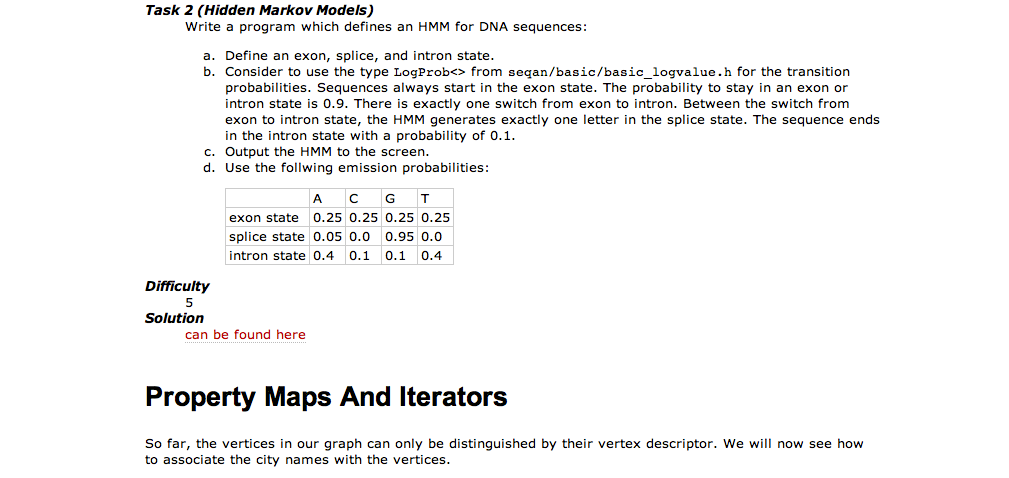 Task 2 (Hidden Markov Models)
Write a program which defines an HMM for DNA sequences:
a. Define an exon, splice, and intron state.
b. Consider to use the type LogProb<> from seqan/basic/basic_logvalue.h for the transition
probabilities. Sequences always start in the exon state. The probability to stay in an exon or
intron state is 0.9. There is exactly one switch from exon to intron. Between the switch from
exon to intron state, the HMM generates exactly one letter in the splice state. The sequence ends
in the intron state with a probability of 0.1.
c. Output the HMM to the screen.
d. Use the follwing emission probabilities:
A C G T
exon state 0.25 0.25 0.25 0.25
splice state 0.05 0.0 0.95 0.0
intron state 0.4 0.1 0.1 0.4
Difficulty
5
Solution
can be found here
Property Maps And Iterators
So far, the vertices in our graph can only be distinguished by their vertex descriptor. We will now see how
to associate the city names with the vertices.